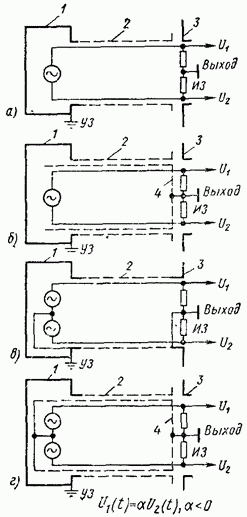 1 2 3
U₁
Выход
ИЗ
U₂
а) УЗ
1 2 3
U₁
4 Выход
ИЗ
U₂
б) УЗ
1 2 3
U₁
Выход
ИЗ
U₂
в) УЗ
1 2 3
U₁
4 Выход
ИЗ
U₂
г) УЗ
U₁(t)=αU₂(t), α<0